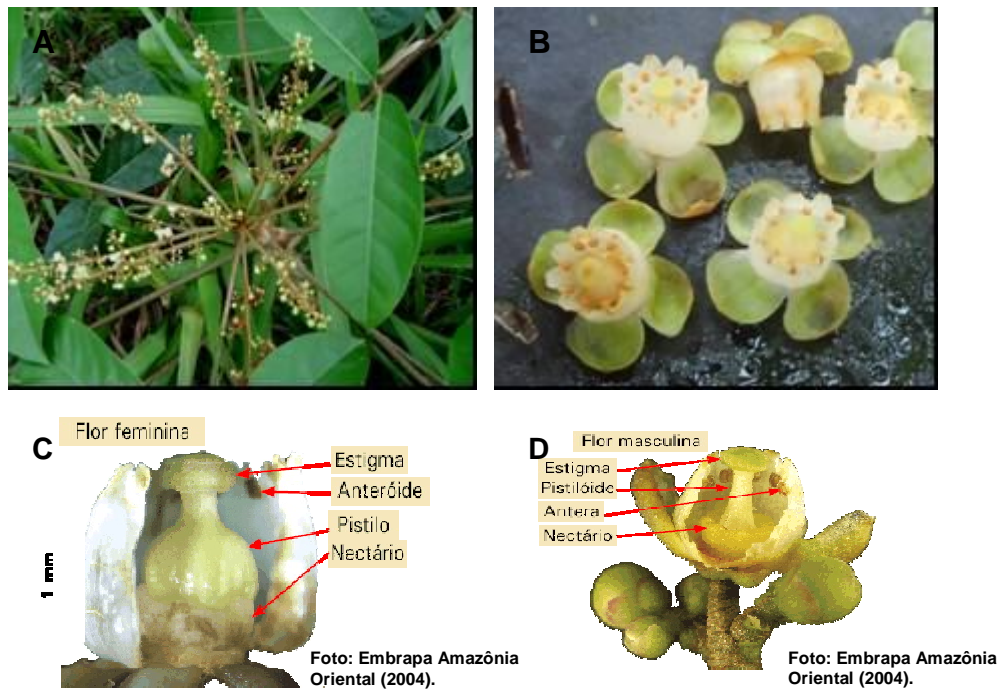 A
B
C
Flor feminina
Estigma
Anteróide
Pistilo
Nectário
1 mm
Foto: Embrapa Amazônia
Oriental (2004).
D
Flor masculina
Estigma
Pistilóide
Antera
Nectário
Foto: Embrapa Amazônia
Oriental (2004).